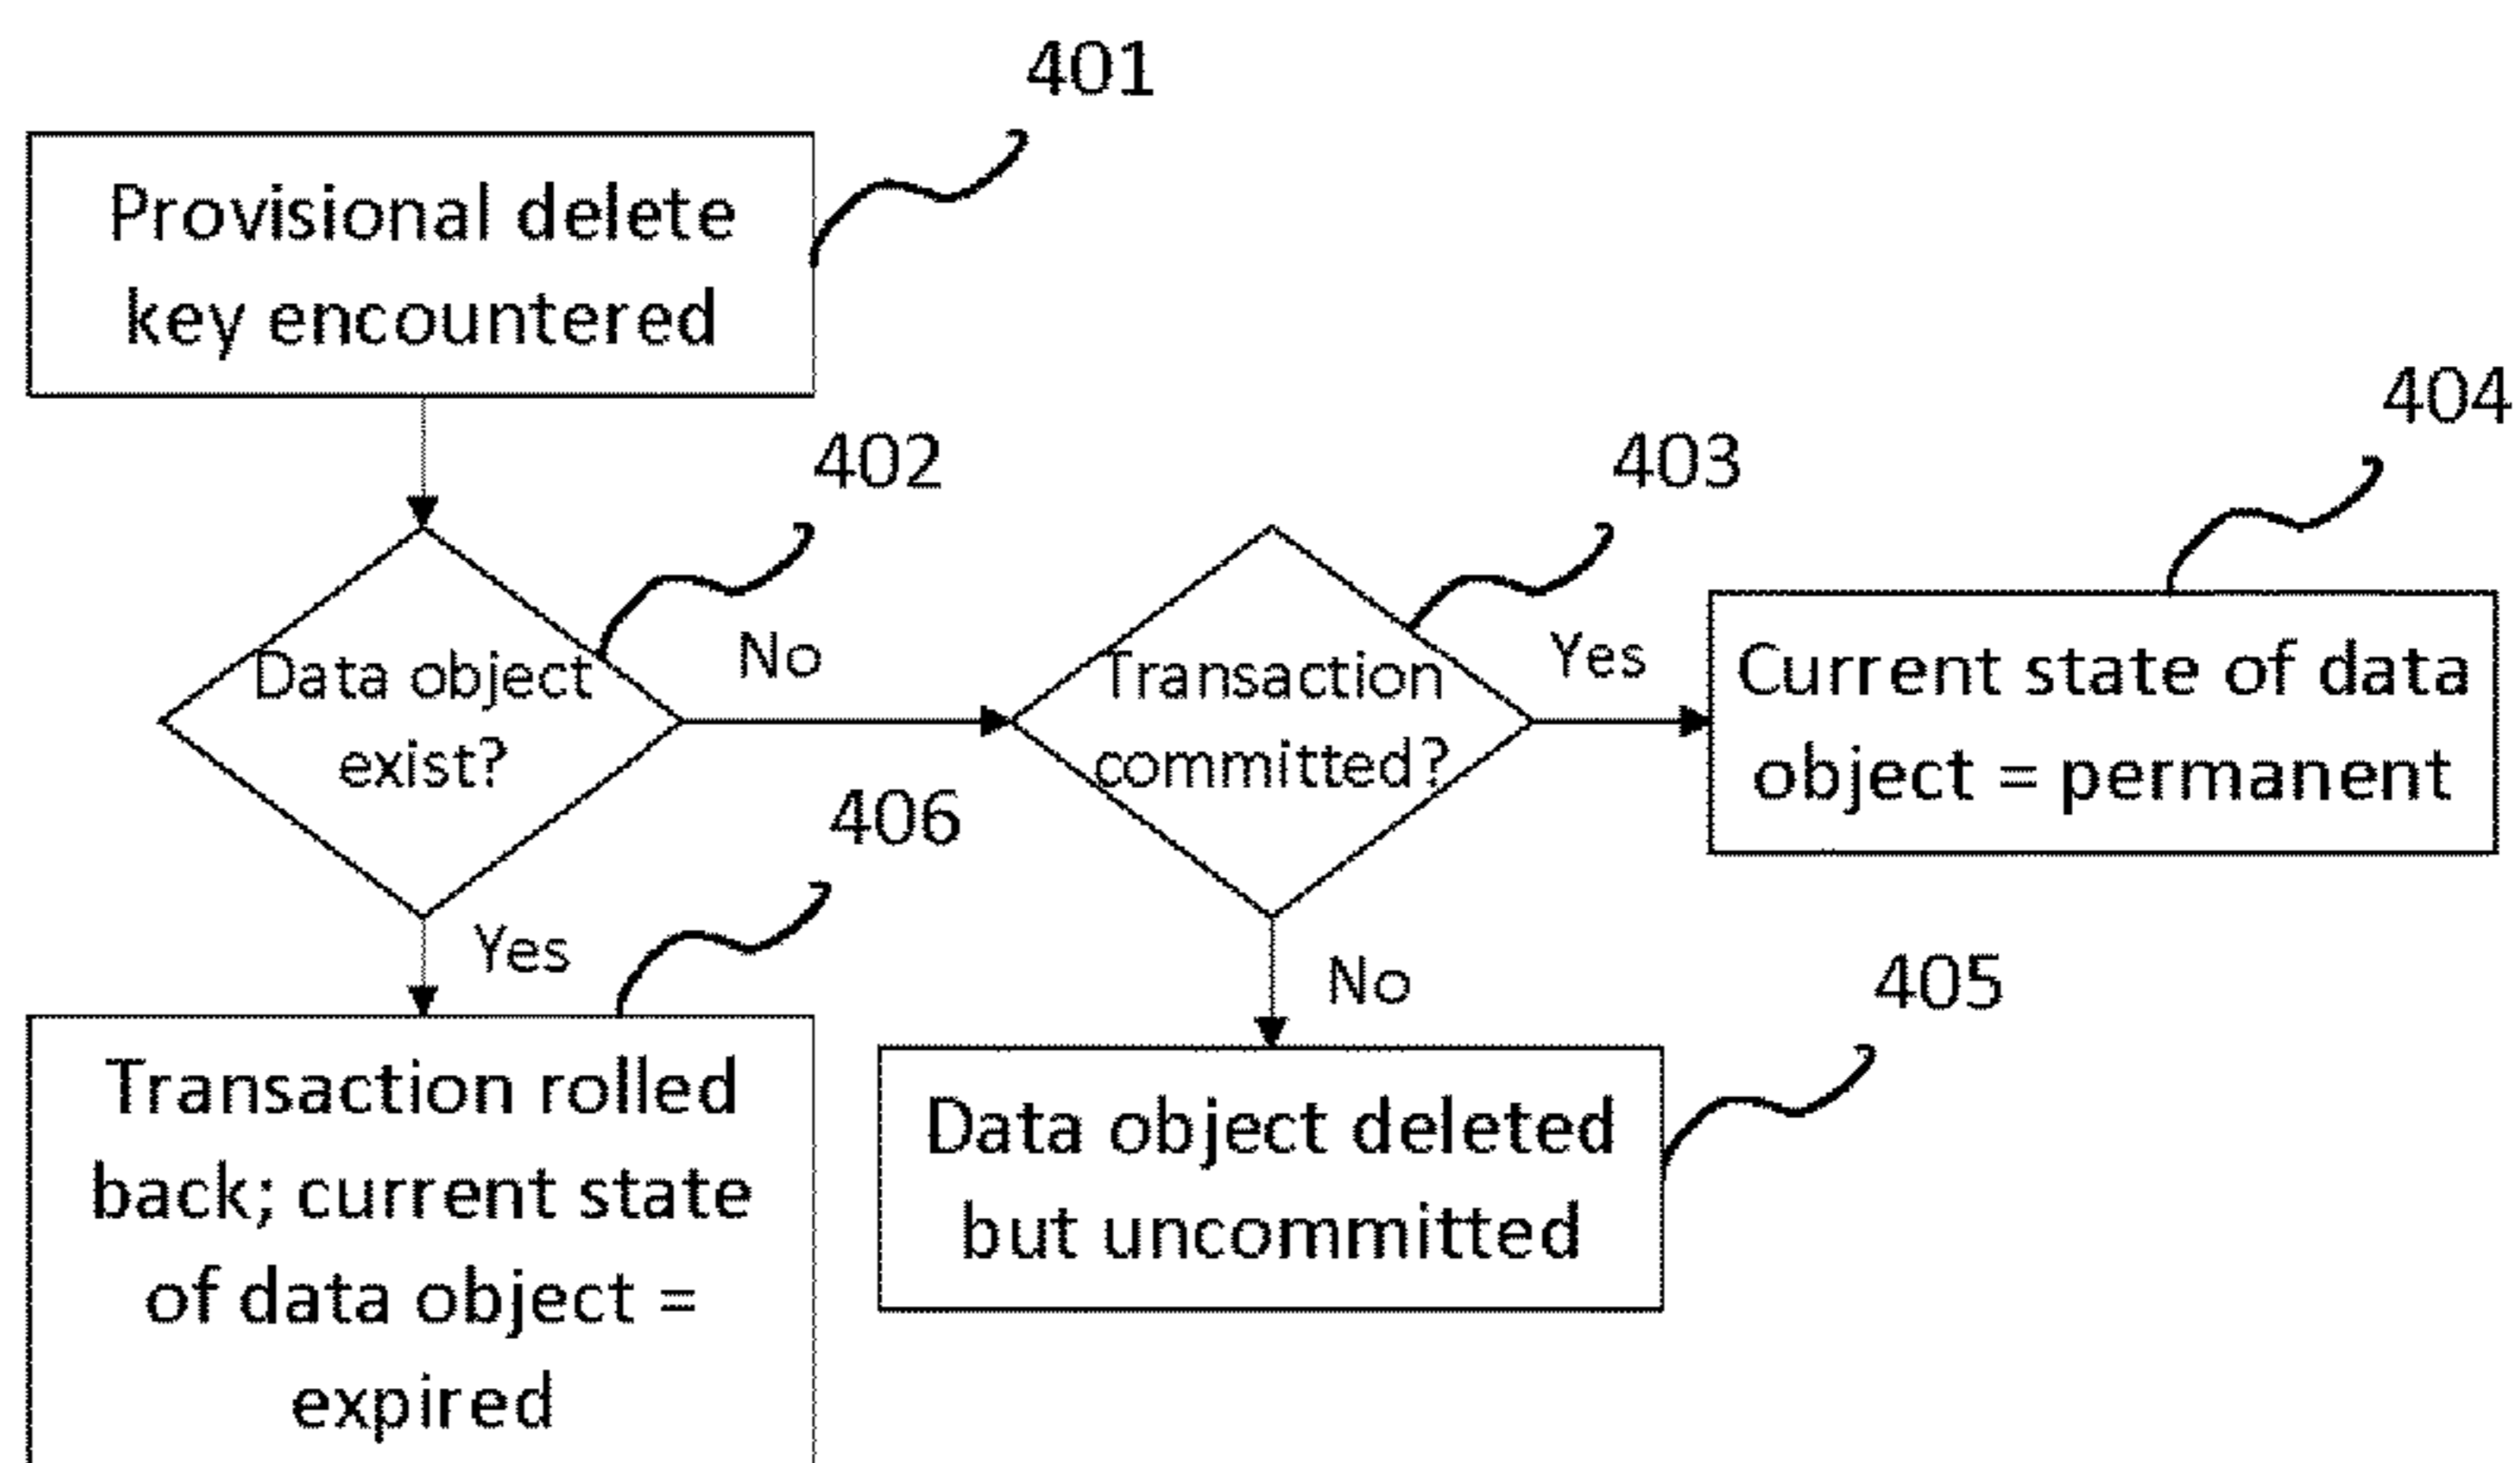 401
Provisional delete
key encountered
402
403
404
Data object
exist?
No
Transaction
committed?
Yes
Current state of data
object = permanent
406
Yes
No
405
Transaction rolled
back; current state
of data object =
expired
Data object deleted
but uncommitted